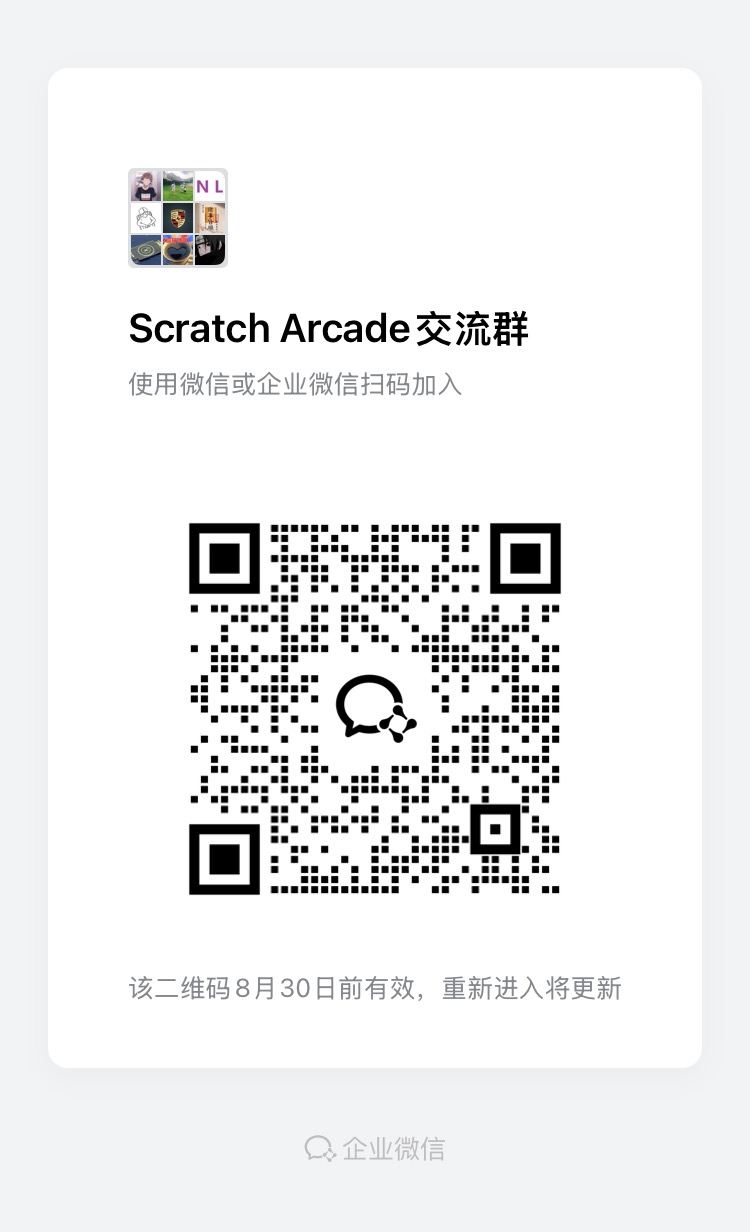 N L
Scratch Arcade交流群
使用微信或企业微信扫码加入
该二维码8月30日前有效，重新进入将更新
企业微信